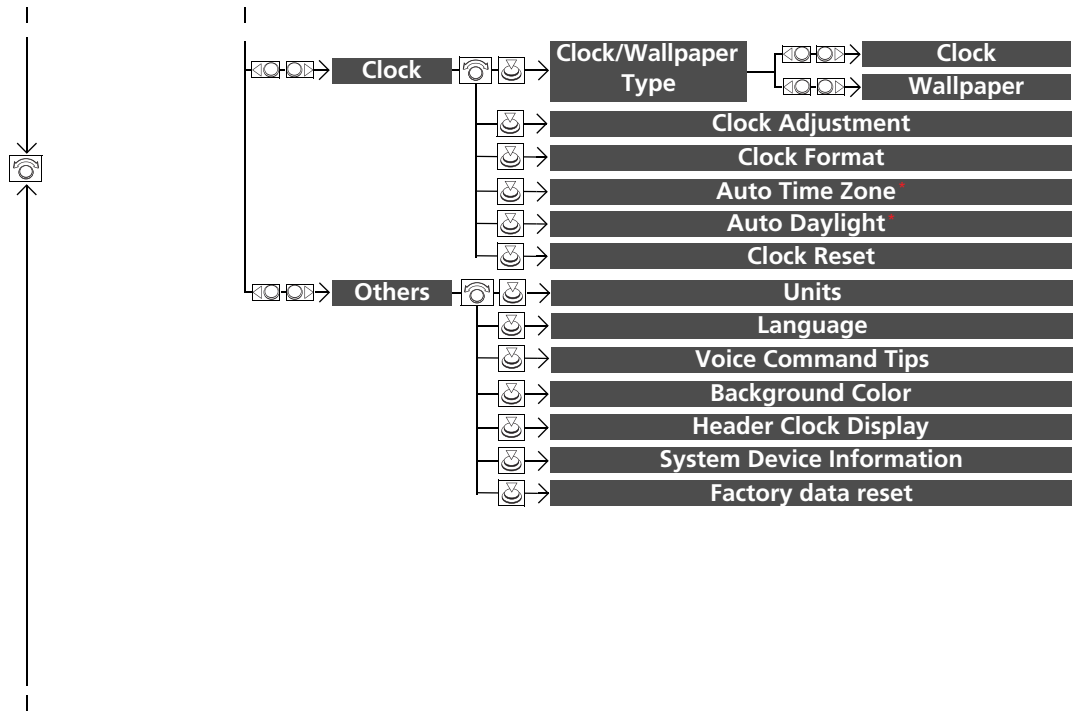 Clock
Clock/Wallpaper
Type
Clock
Wallpaper
Clock Adjustment
Clock Format
Auto Time Zone*
Auto Daylight*
Clock Reset
Others
Units
Language
Voice Command Tips
Background Color
Header Clock Display
System Device Information
Factory data reset